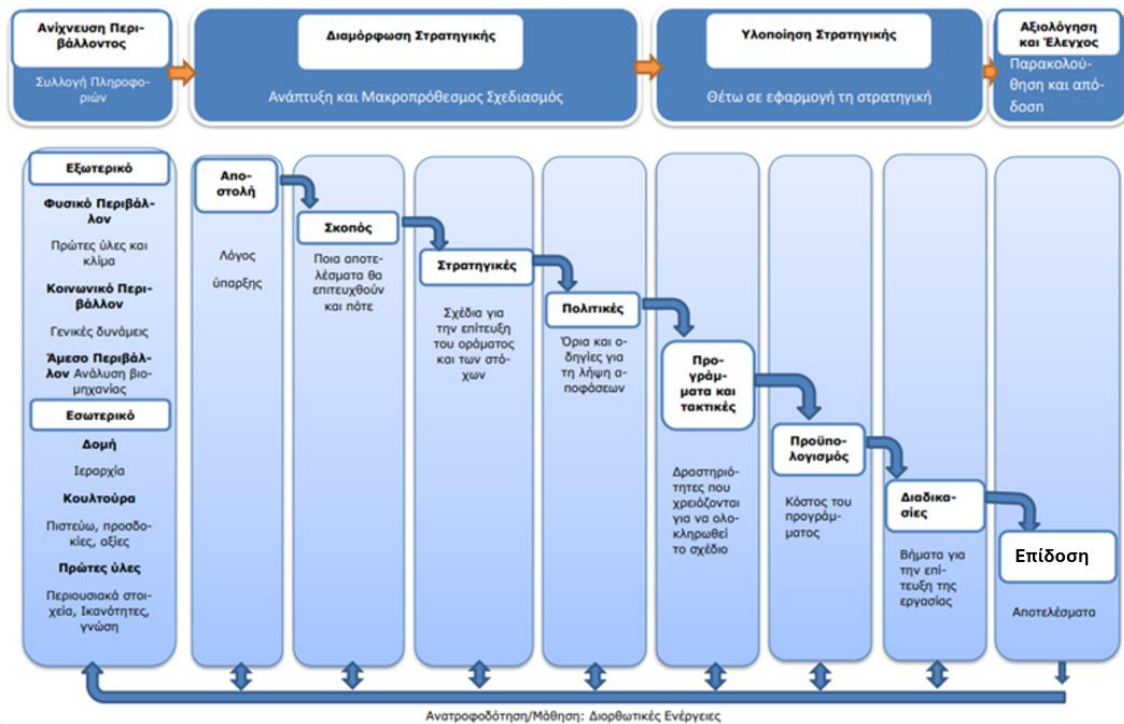 Ανίχνευση Περι-
βάλλοντος
Συλλογή Πληροφο-
ριών
Διαμόρφωση Στρατηγικής
Ανάπτυξη και Μακροπρόθεσμος Σχεδιασμός
Υλοποίηση Στρατηγικής
Θέτω σε εφαρμογή τη στρατηγική
Αξιολόγηση
και Έλεγχος
Παρακολού-
θηση και από-
δοση
Εξωτερικό
Φυσικό Περιβάλ-
λον
Πρώτες ύλες και
κλίμα
Κοινωνικό Περι-
βάλλον
Γενικές δυνάμεις
Άμεσο Περιβάλ-
λον Ανάλυση βιο-
μηχανίας
Εσωτερικό
Δομή
Ιεραρχία
Κουλτούρα
Πιστεύω, προσδο-
κίες, αξίες
Πρώτες ύλες
Περιουσιακά στοι-
χεία, Ικανότητες,
γνώση
Απο-
στολή
Λόγος
ύπαρξης
Σκοπός
Ποια αποτε-
λέσματα θα
επιτευχθούν
και πότε
Στρατηγικές
Σχέδια για
την επίτευξη
του οράματος
και των στό-
χων
Πολιτικές
Όρια και ο-
δηγίες για
τη λήψη α-
ποφάσεων
Προ-
γράμ-
ματα και
τακτικές
Δραστηριό-
τητες που
χρειάζονται
για να ολο-
κληρωθεί
το σχέδιο
Προϋπο-
λογισμός
Κόστος του
προγράμ-
ματος
Διαδικα-
σίες
Βήματα για
την επί-
τευξη της
εργασίας
Επίδοση
Αποτελέσματα
Ανατροφοδότηση/Μάθηση: Διορθωτικές Ενέργειες